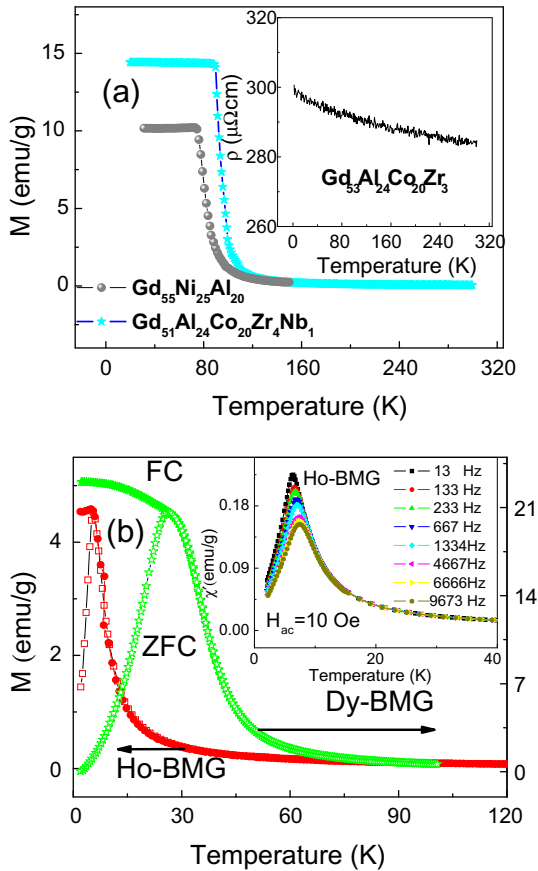 (a)
M (emu/g)
15
10
5
0
0 80 160 240 320
Temperature (K)
Gd55Ni25Al20
Gd51Al24Co20Zr4Nb1
ρ (μΩcm)
300
280
260
Gd53Al24Co20Zr3
0 80 160 240 300
Temperature (K)
(b)
FC
ZFC
M (emu/g)
4
2
0
21
14
7
0
Dy-BMG
Ho-BMG
0 30 60 90 120
Temperature (K)
Ho-BMG
13 Hz
133 Hz
233 Hz
667 Hz
1334Hz
4667Hz
6666Hz
9673 Hz
χ'(emu/g)
0.18
0.09
0.00
Hac=10 Oe
0 20 40
Temperature (K)